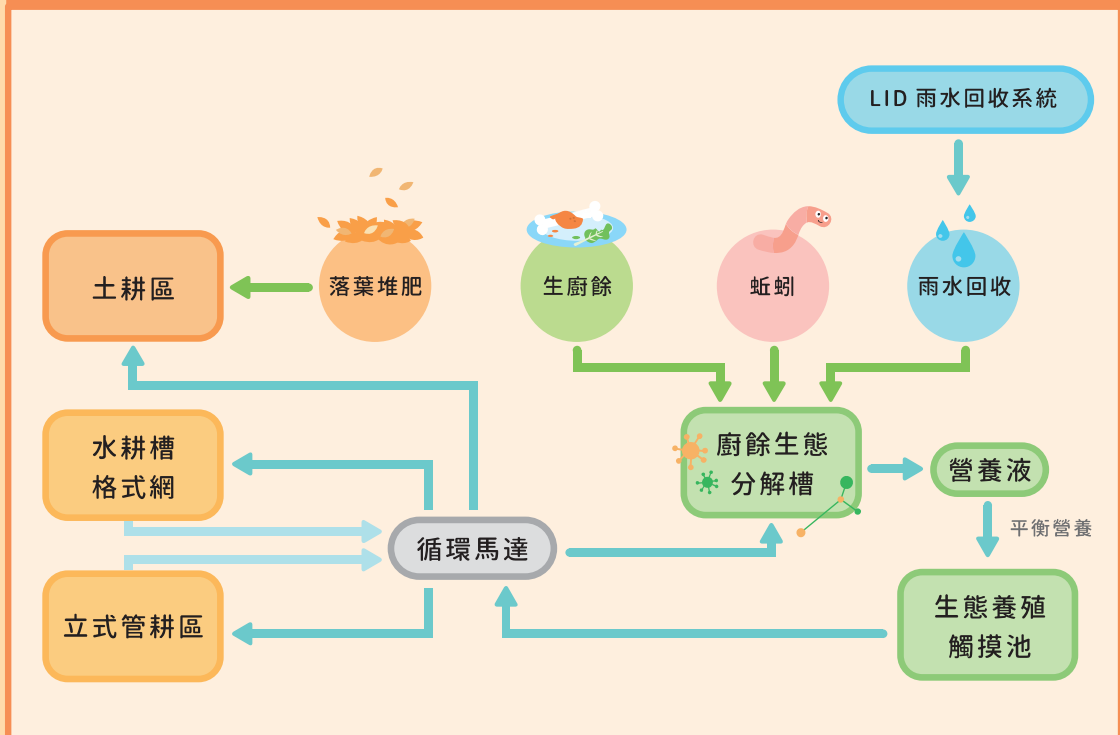 LID 雨水回收系統
土耕區
落葉堆肥
生廚餘
蚯蚓
雨水回收
水耕槽
格式網
廚餘生態
分解槽
營養液
平衡營養
循環馬達
立式管耕區
生態養殖
觸摸池